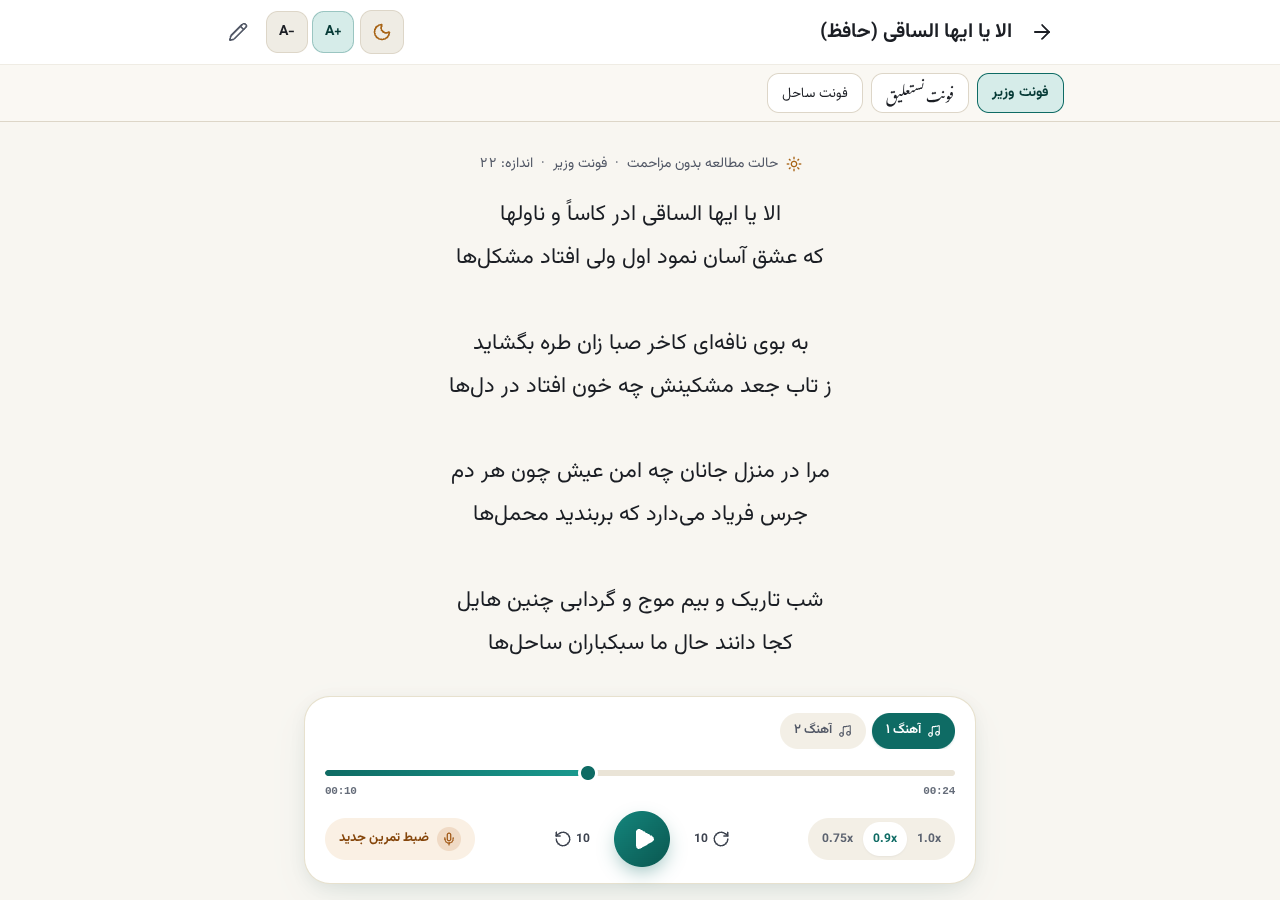 الا یا ایها الساقی (حافظ)
A+
A-
فونت وزیر
فونت نستعلیق
فونت ساحل
حالت مطالعه بدون مزاحمت · فونت وزیر · اندازه: ۲۲
الا یا ایها الساقی ادر کاساً و ناولها
که عشق آسان نمود اول ولی افتاد مشکل‌ها
به بوی نافه‌ای کاخر صبا زان طره بگشاید
ز تاب جعد مشکینش چه خون افتاد در دل‌ها
مرا در منزل جانان چه امن عیش چون هر دم
جرس فریاد می‌دارد که بربندید محمل‌ها
شب تاریک و بیم موج و گردابی چنین هایل
کجا دانند حال ما سبکباران ساحل‌ها
آهنگ ۱
آهنگ ۲
00:10
00:24
0.75x
0.9x
1.0x
10
10
ضبط تمرین جدید